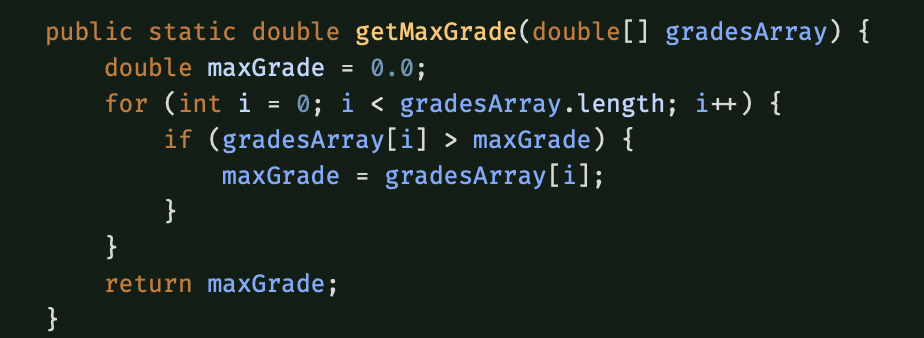 public static double getMaxGrade(double[] gradesArray) {
    double maxGrade = 0.0;
    for (int i = 0; i < gradesArray.length; i++) {
        if (gradesArray[i] > maxGrade) {
            maxGrade = gradesArray[i];
        }
    }
    return maxGrade;
}